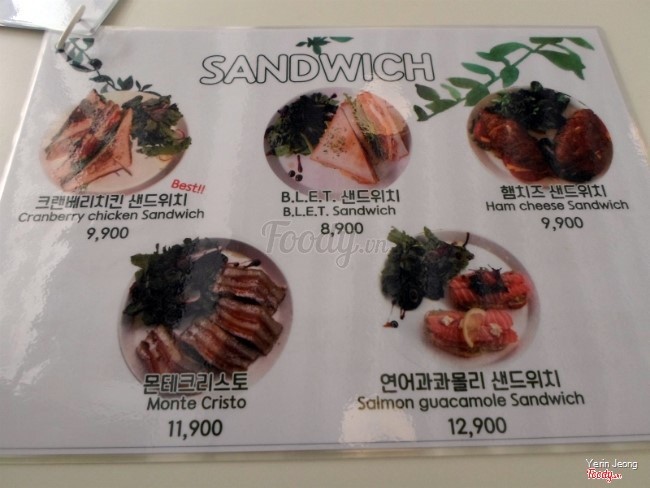 SANDWICH
크랜베리치킨 샌드위치
Best!!
Cranberry chicken Sandwich
9,900
B.L.E.T. 샌드위치
B.L.E.T. Sandwich
8,900
햄치즈 샌드위치
Ham cheese Sandwich
9,900
Foody.vn
몬테크리스토
Monte Cristo
11,900
연어과콰몰리 샌드위치
Salmon guacamole Sandwich
12,900
Yerin Jeong
Foody.vn